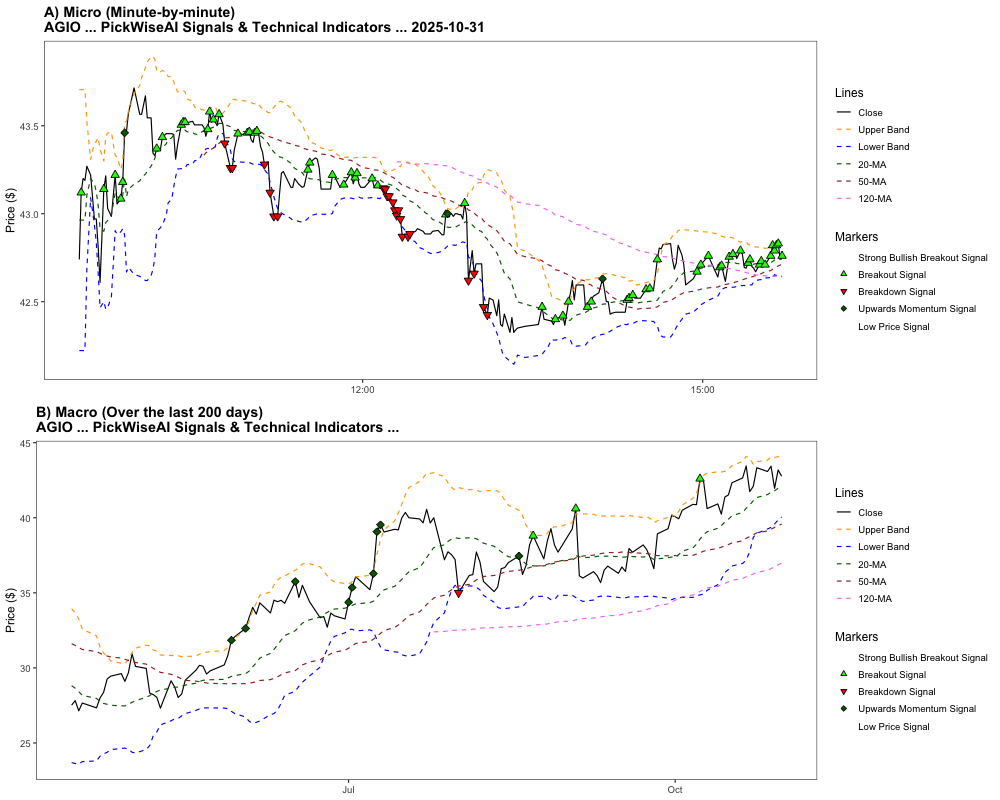 A) Micro (Minute-by-minute)
AGIO ... PickWiseAI Signals & Technical Indicators ... 2025-10-31
Price ($)
43.5
43.0
42.5
12:00
15:00
Lines
Close
Upper Band
Lower Band
20-MA
50-MA
120-MA
Markers
Strong Bullish Breakout Signal
Breakout Signal
Breakdown Signal
Upwards Momentum Signal
Low Price Signal
B) Macro (Over the last 200 days)
AGIO ... PickWiseAI Signals & Technical Indicators ...
Price ($)
45
40
35
30
25
Jul
Oct
Lines
Close
Upper Band
Lower Band
20-MA
50-MA
120-MA
Markers
Strong Bullish Breakout Signal
Breakout Signal
Breakdown Signal
Upwards Momentum Signal
Low Price Signal